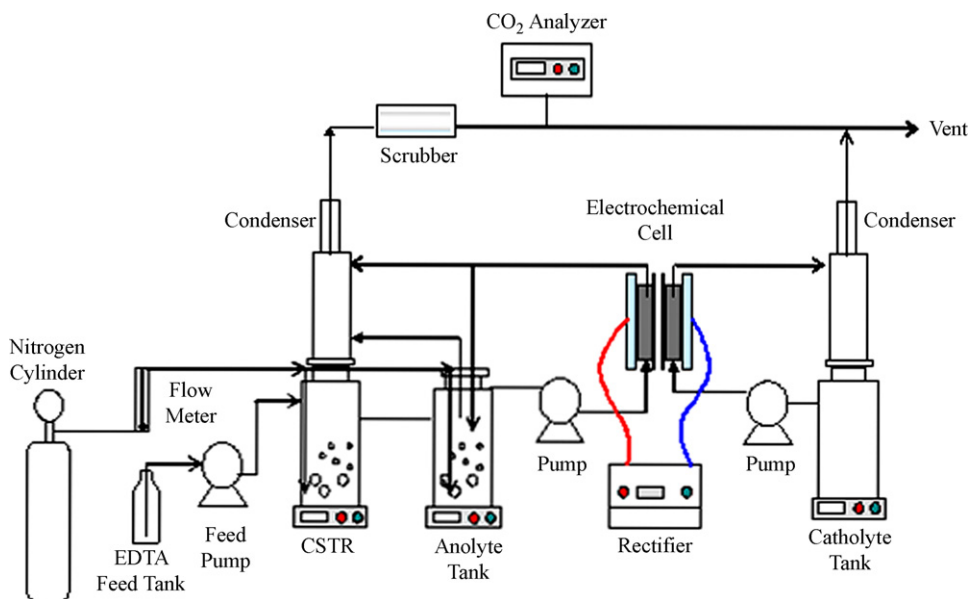 CO₂ Analyzer
Vent
Scrubber
Condenser
Electrochemical
Cell
Condenser
Nitrogen
Cylinder
Flow
Meter
Pump
Pump
EDTA
Feed Tank
Feed
Pump
CSTR
Anolyte
Tank
Rectifier
Catholyte
Tank